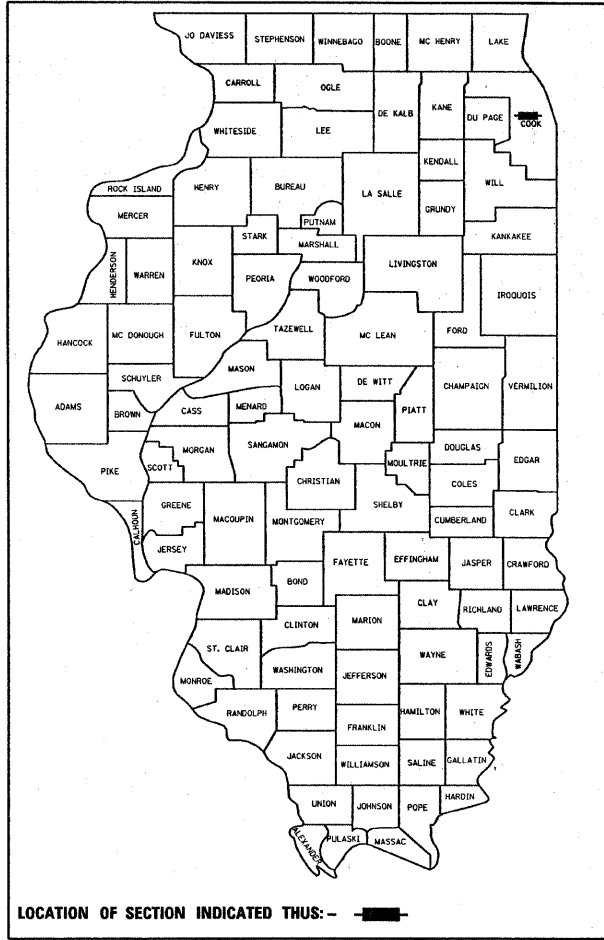 JO DAVIESS
STEPHENSON
WINNEBAGO
BOONE
MC HENRY
LAKE
CARROLL
OGLE
DE KALB
KANE
DU PAGE
COOK
WHITESIDE
LEE
KENDALL
WILL
ROCK ISLAND
HENRY
BUREAU
LA SALLE
GRUNDY
MERCER
PUTNAM
KANKAKEE
STARK
MARSHALL
HENDERSON
WARREN
KNOX
PEORIA
WOODFORD
LIVINGSTON
IROQUOIS
HANCOCK
MC DONOUGH
FULTON
TAZEWELL
MC LEAN
FORD
SCHUYLER
MASON
LOGAN
DE WITT
CHAMPAIGN
VERMILION
ADAMS
BROWN
CASS
MENARD
PIATT
MACON
SANGAMON
MORGAN
DOUGLAS
EDGAR
PIKE
SCOTT
MOULTRIE
CHRISTIAN
COLES
GREENE
MACOUPIN
MONTGOMERY
SHELBY
CUMBERLAND
CLARK
CALHOUN
JERSEY
FAYETTE
EFFINGHAM
JASPER
CRAWFORD
MADISON
BOND
CLAY
RICHLAND
LAWRENCE
CLINTON
MARION
ST. CLAIR
WAYNE
EDWARDS
WABASH
WASHINGTON
JEFFERSON
MONROE
RANDOLPH
PERRY
HAMILTON
WHITE
FRANKLIN
JACKSON
WILLIAMSON
SALINE
GALLATIN
UNION
JOHNSON
POPE
HARDIN
ALEXANDER
PULASKI
MASSAC
LOCATION OF SECTION INDICATED THUS: -